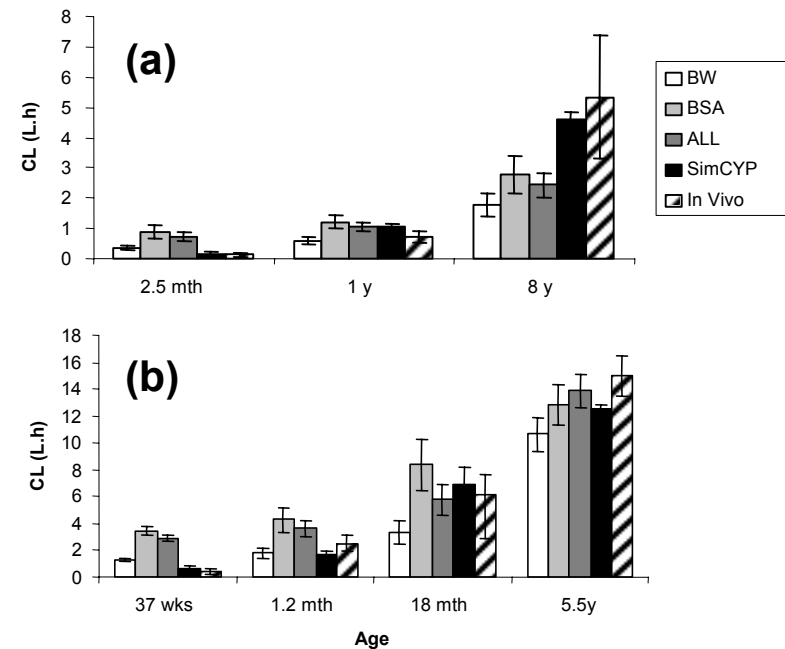 (a)
CL (L.h)
8
7
6
5
4
3
2
1
0
2.5 mth 1 y 8 y
BW
BSA
ALL
SimCYP
In Vivo
(b)
CL (L.h)
18
16
14
12
10
8
6
4
2
0
37 wks 1.2 mth 18 mth 5.5y
Age